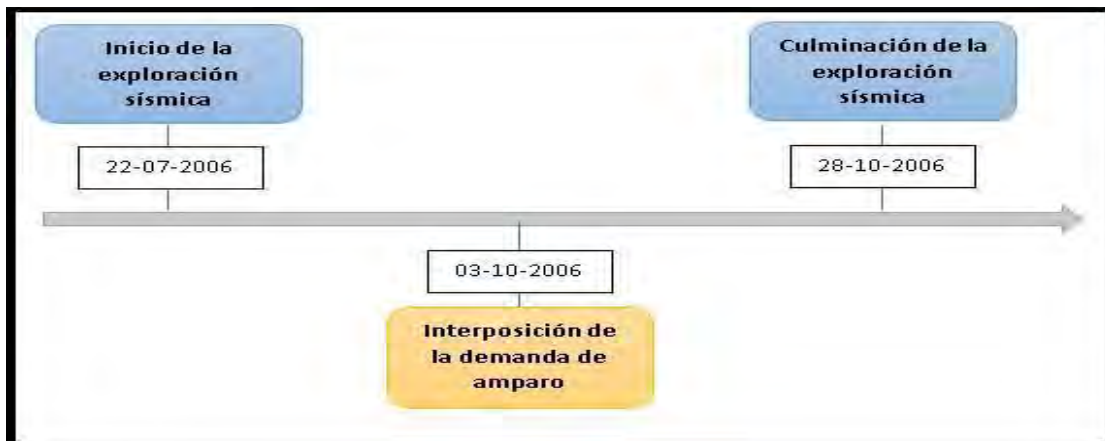 Inicio de la
exploración
sísmica
22-07-2006
03-10-2006
Interposición de
la demanda de
amparo
Culminación de la
exploración
sísmica
28-10-2006